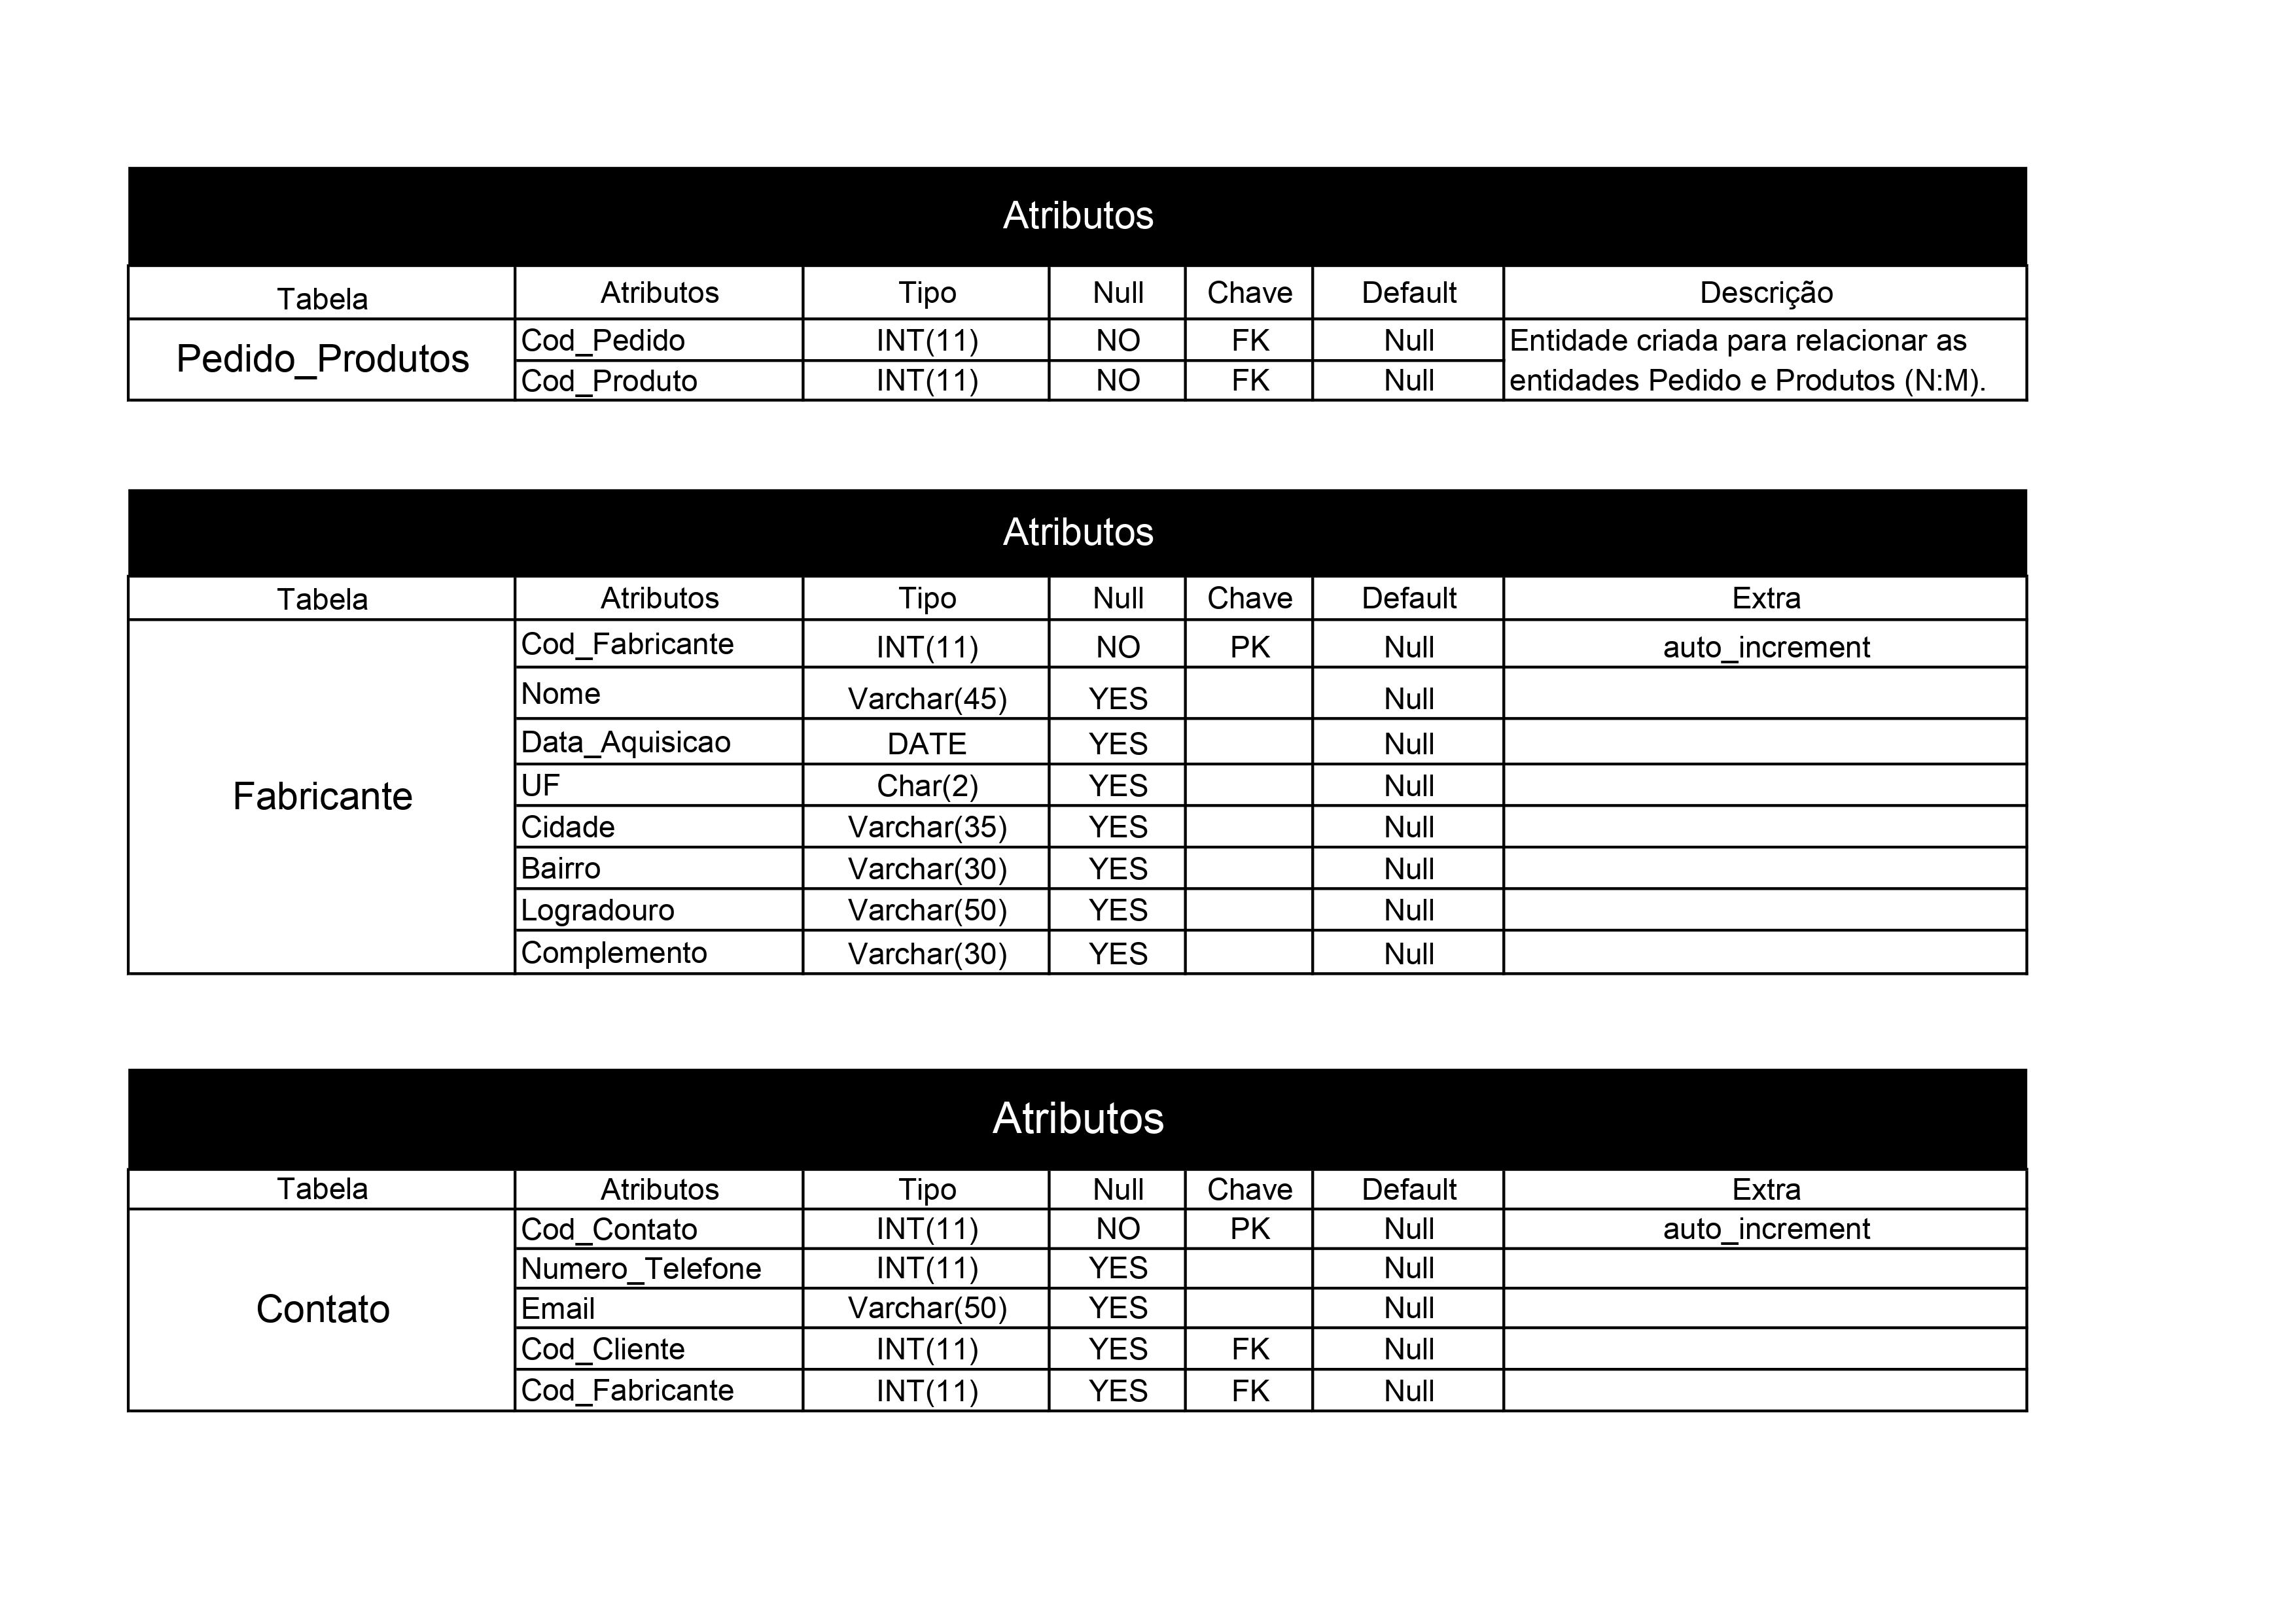 Atributos
Tabela Atributos Tipo Null Chave Default Descrição
Pedido_Produtos Cod_Pedido INT(11) NO FK Null Entidade criada para relacionar as
Cod_Produto INT(11) NO FK Null entidades Pedido e Produtos (N:M).
Atributos
Tabela Atributos Tipo Null Chave Default Extra
Cod_Fabricante INT(11) NO PK Null auto_increment
Nome Varchar(45) YES Null
Data_Aquisicao DATE YES Null
Fabricante UF Char(2) YES Null
Cidade Varchar(35) YES Null
Bairro Varchar(30) YES Null
Logradouro Varchar(50) YES Null
Complemento Varchar(30) YES Null
Atributos
Tabela Atributos Tipo Null Chave Default Extra
Cod_Contato INT(11) NO PK Null auto_increment
Numero_Telefone INT(11) YES Null
Contato Email Varchar(50) YES Null
Cod_Cliente INT(11) YES FK Null
Cod_Fabricante INT(11) YES FK Null